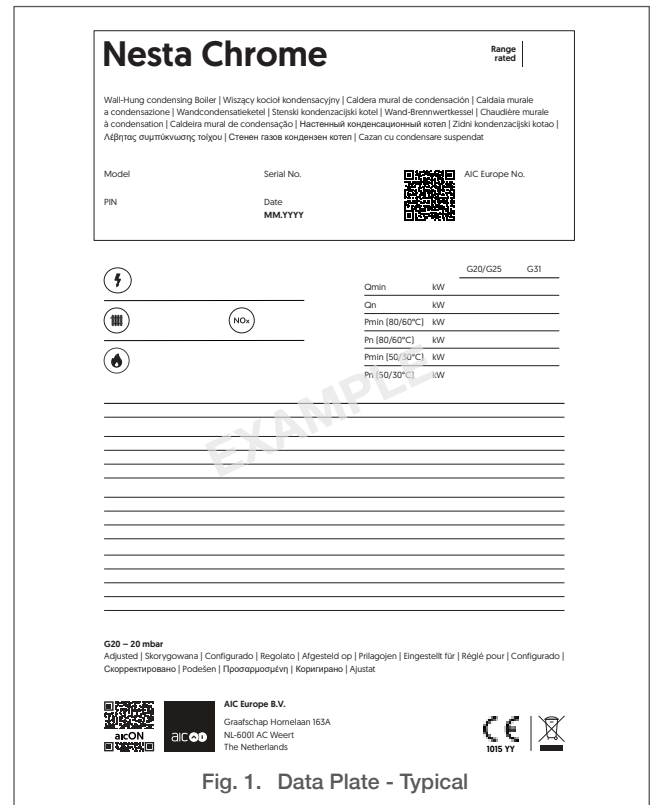 Nesta Chrome
Range
rated
Wall-Hung condensing Boiler | Wiszący kocioł kondensacyjny | Caldera mural de condensación | Caldaia murale
a condensazione | Wandcondensatieketel | Stenski kondenzacijski kotel | Wand-Brennwertkessel | Chaudière murale
à condensation | Caldeira mural de condensação | Настенный конденсационный котел | Zidni kondenzacijski kotao |
Λέβητας συμπύκνωσης τοίχου | Стенен газов кондензен котел | Cazan cu condensare suspendat
Model Serial No. AIC Europe No.
PIN Date
MM.YYYY
G20/G25 G31
Qmin kW
Qn kW
NOx
Pmin (80/60°C) kW
Pn (80/60°C) kW
Pmin (50/30°C) kW
Pn (50/30°C) kW
EXAMPLE
G20 – 20 mbar
Adjusted | Skorygowana | Configurado | Regolato | Afgesteld op | Prilagojen | Eingestellt für | Réglé pour | Configurado |
Скорректировано | Podešen | Προσαρμοσμένη | Коригирано | Ajustat
aicON
aic
AIC Europe B.V.
Graafschap Hornelaan 163A
NL-6001 AC Weert
The Netherlands
CE
1015 YY
Fig. 1. Data Plate - Typical